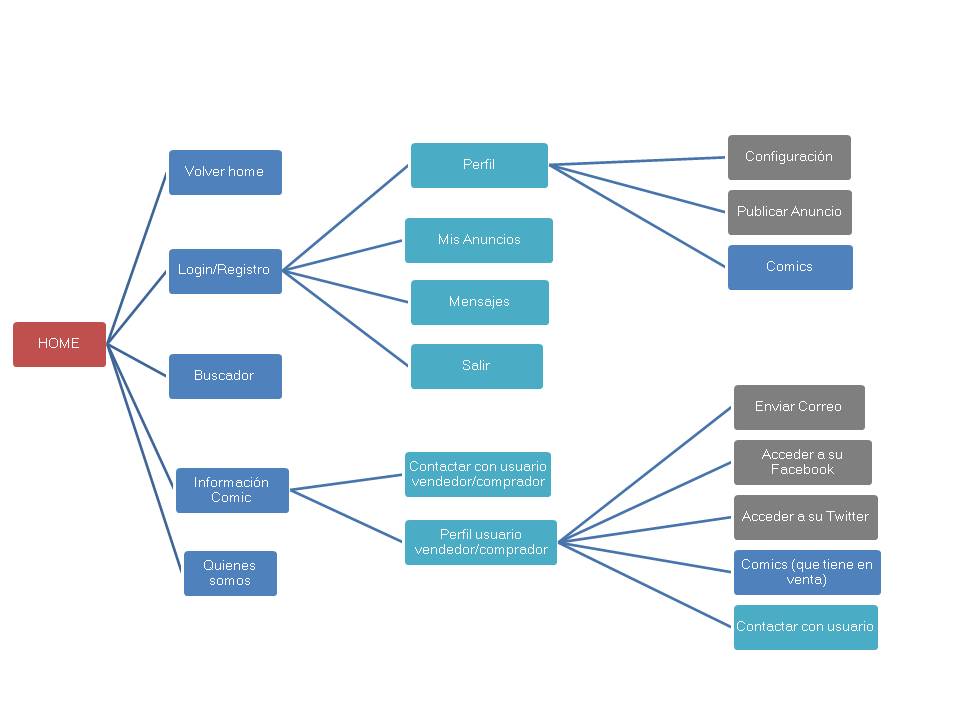 HOME
Volver home
Login/Registro
Buscador
Información
Comic
Quienes
somos
Perfil
Mis Anuncios
Mensajes
Salir
Contactar con usuario
vendedor/comprador
Perfil usuario
vendedor/comprador
Configuración
Publicar Anuncio
Comics
Enviar Correo
Acceder a su
Facebook
Acceder a su Twitter
Comics (que tiene en
venta)
Contactar con usuario